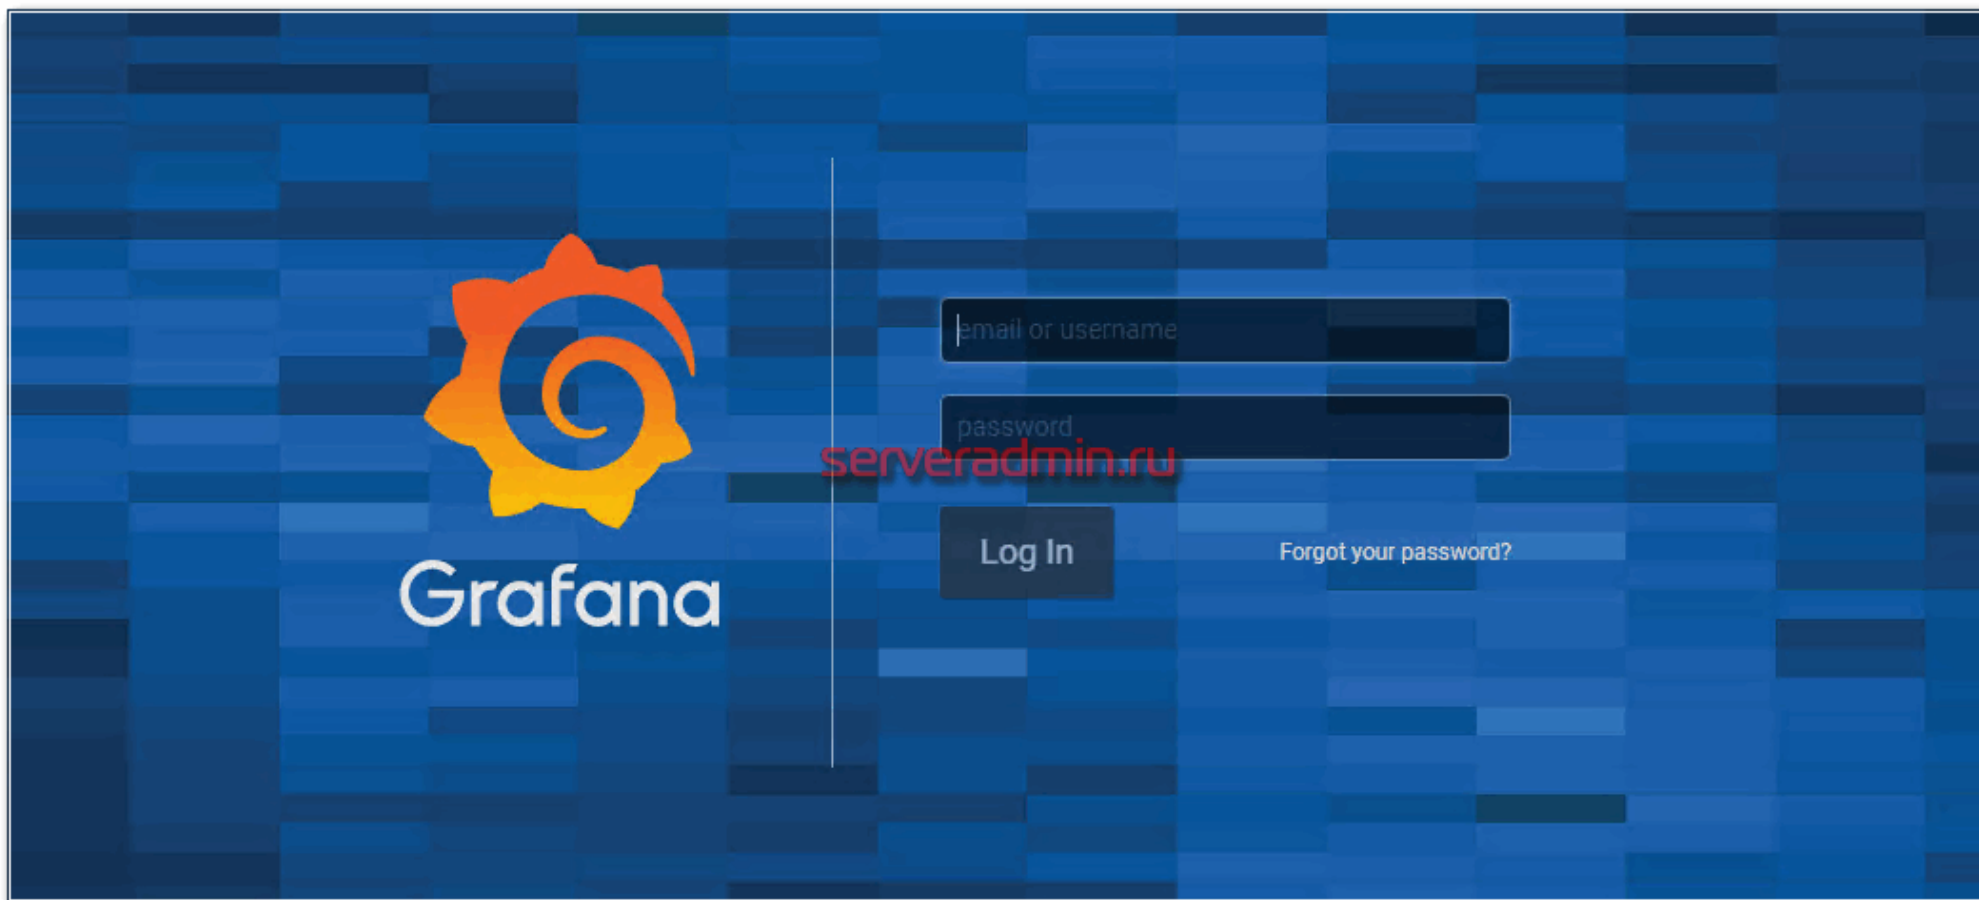 email or username
password
serveradmin.ru
Log In
Forgot your password?
Grafana